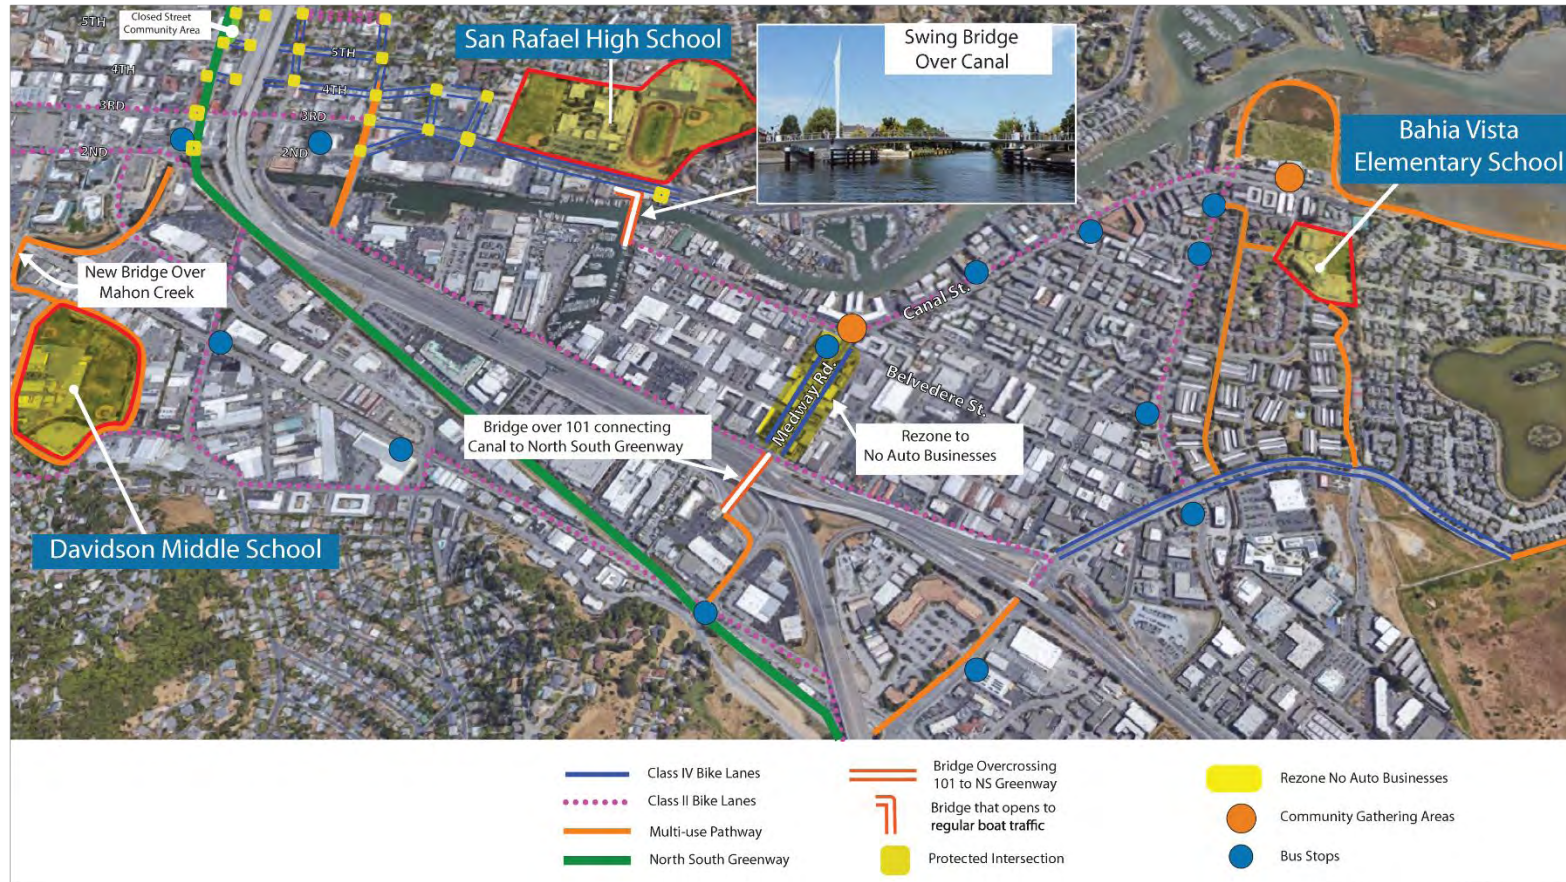 Closed Street
Community Area
5TH
4TH
3RD
2ND
5TH
4TH
3RD
2ND
San Rafael High School
Swing Bridge
Over Canal
Bahia Vista
Elementary School
New Bridge Over
Mahon Creek
Canal St.
Belvedere St.
Medway Rd.
Bridge over 101 connecting
Canal to North South Greenway
Rezone to
No Auto Businesses
Davidson Middle School
Class IV Bike Lanes
Class II Bike Lanes
Multi-use Pathway
North South Greenway
Bridge Overcrossing
101 to NS Greenway
Bridge that opens to
regular boat traffic
Protected Intersection
Rezone No Auto Businesses
Community Gathering Areas
Bus Stops